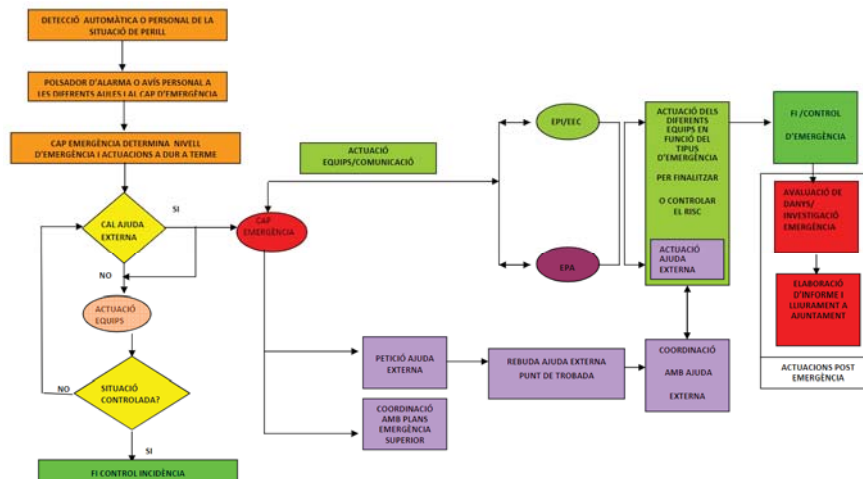 DETECCIÓ AUTOMÀTICA O PERSONAL DE LA
SITUACIÓ DE PERILL
POLSADOR D'ALARMA O AVÍS PERSONAL A
LES DIFERENTS AULES I AL CAP D'EMERGÈNCIA
CAP EMERGÈNCIA DETERMINA NIVELL
D'EMERGÈNCIA I ACTUACIONS A DUR A TERME
CAL AJUDA
EXTERNA
SI
NO
ACTUACIÓ
EQUIPS
SITUACIÓ
CONTROLADA?
NO
SI
FI CONTROL INCIDÈNCIA
CAP
EMERGÈNCIA
ACTUACIÓ
EQUIPS/COMUNICACIÓ
EPI/EEC
EPA
PETICIÓ AJUDA
EXTERNA
COORDINACIÓ
AMB PLANS
EMERGÈNCIA
SUPERIOR
REBUDA AJUDA EXTERNA
PUNT DE TROBADA
COORDINACIÓ
AMB AJUDA
EXTERNA
ACTUACIÓ DELS
DIFERENTS
EQUIPS EN
FUNCIÓ DEL
TIPUS
D'EMERGÈNCIA
PER FINALITZAR
O CONTROLAR
EL RISC
ACTUACIÓ
AJUDA
EXTERNA
FI /CONTROL
D'EMERGÈNCIA
AVALUACIÓ DE
DANYS/
INVESTIGACIÓ
EMERGÈNCIA
ELABORACIÓ
D'INFORME I
LLIURAMENT A
AJUNTAMENT
ACTUACIONS POST
EMERGÈNCIA